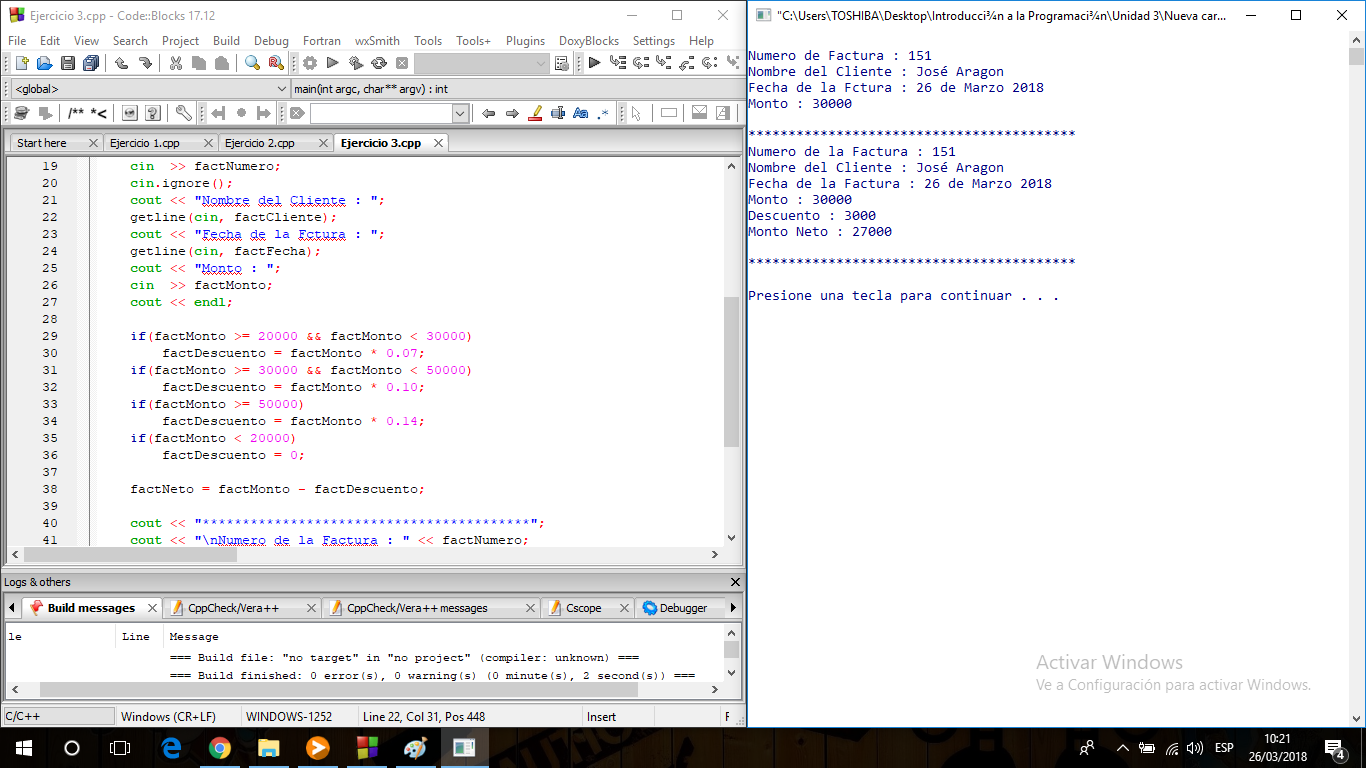 Ejercicio 3.cpp - Code::Blocks 17.12
File Edit View Search Project Build Debug Fortran wxSmith Tools Tools+ Plugins DoxyBlocks Settings Help
<global> main(int argc, char** argv) : int
/** *<
Aa .*
Start here Ejercicio 1.cpp Ejercicio 2.cpp Ejercicio 3.cpp
19 cin >> factNumero;
20 cin.ignore();
21 cout << "Nombre del Cliente : ";
22 getline(cin, factCliente);
23 cout << "Fecha de la Fctura : ";
24 getline(cin, factFecha);
25 cout << "Monto : ";
26 cin >> factMonto;
27 cout << endl;
28
29 if(factMonto >= 20000 && factMonto < 30000)
30 factDescuento = factMonto * 0.07;
31 if(factMonto >= 30000 && factMonto < 50000)
32 factDescuento = factMonto * 0.10;
33 if(factMonto >= 50000)
34 factDescuento = factMonto * 0.14;
35 if(factMonto < 20000)
36 factDescuento = 0;
37
38 factNeto = factMonto - factDescuento;
39
40 cout << "*****************************************";
41 cout << "\nNumero de la Factura : " << factNumero;
Logs & others
Build messages CppCheck/Vera++ CppCheck/Vera++ messages Cscope Debugger
le Line Message
=== Build file: "no target" in "no project" (compiler: unknown) ===
=== Build finished: 0 error(s), 0 warning(s) (0 minute(s), 2 second(s)) ===
C/C++ Windows (CR+LF) WINDOWS-1252 Line 22, Col 31, Pos 448 Insert F
"C:\Users\TOSHIBA\Desktop\Introducci¾n a la Programaci¾n\Unidad 3\Nueva car...
Numero de Factura : 151
Nombre del Cliente : José Aragon
Fecha de la Fctura : 26 de Marzo 2018
Monto : 30000
*****************************************
Numero de la Factura : 151
Nombre del Cliente : José Aragon
Fecha de la Factura : 26 de Marzo 2018
Monto : 30000
Descuento : 3000
Monto Neto : 27000
*****************************************
Presione una tecla para continuar . . .
Activar Windows
Ve a Configuración para activar Windows.
ESP
10:21
26/03/2018
4